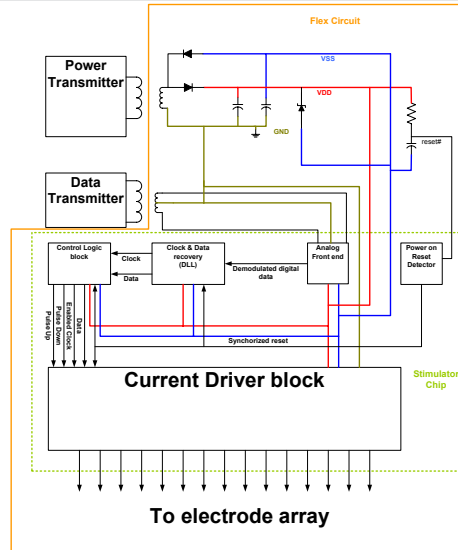 Flex Circuit
Power
Transmitter
VSS
VDD
GND
reset#
Data
Transmitter
Control Logic
block
Clock
Data
Clock & Data
recovery
(DLL)
Demodulated digital
data
Analog
Front end
Power on
Reset
Detector
Pulse Up
Pulse Down
Enabled Clock
Data
Synchorized reset
Current Driver block
Stimulator
Chip
To electrode array